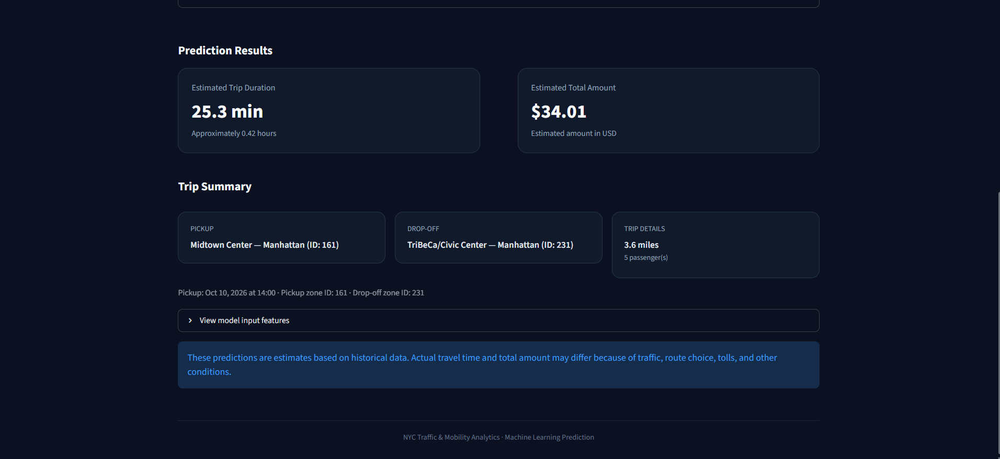 Prediction Results
Estimated Trip Duration
25.3 min
Approximately 0.42 hours
Estimated Total Amount
$34.01
Estimated amount in USD
Trip Summary
PICKUP
Midtown Center — Manhattan (ID: 161)
DROP-OFF
TriBeCa/Civic Center — Manhattan (ID: 231)
TRIP DETAILS
3.6 miles
5 passenger(s)
Pickup: Oct 10, 2026 at 14:00 · Pickup zone ID: 161 · Drop-off zone ID: 231
View model input features
These predictions are estimates based on historical data. Actual travel time and total amount may differ because of traffic, route choice, tolls, and other
conditions.
NYC Traffic & Mobility Analytics · Machine Learning Prediction